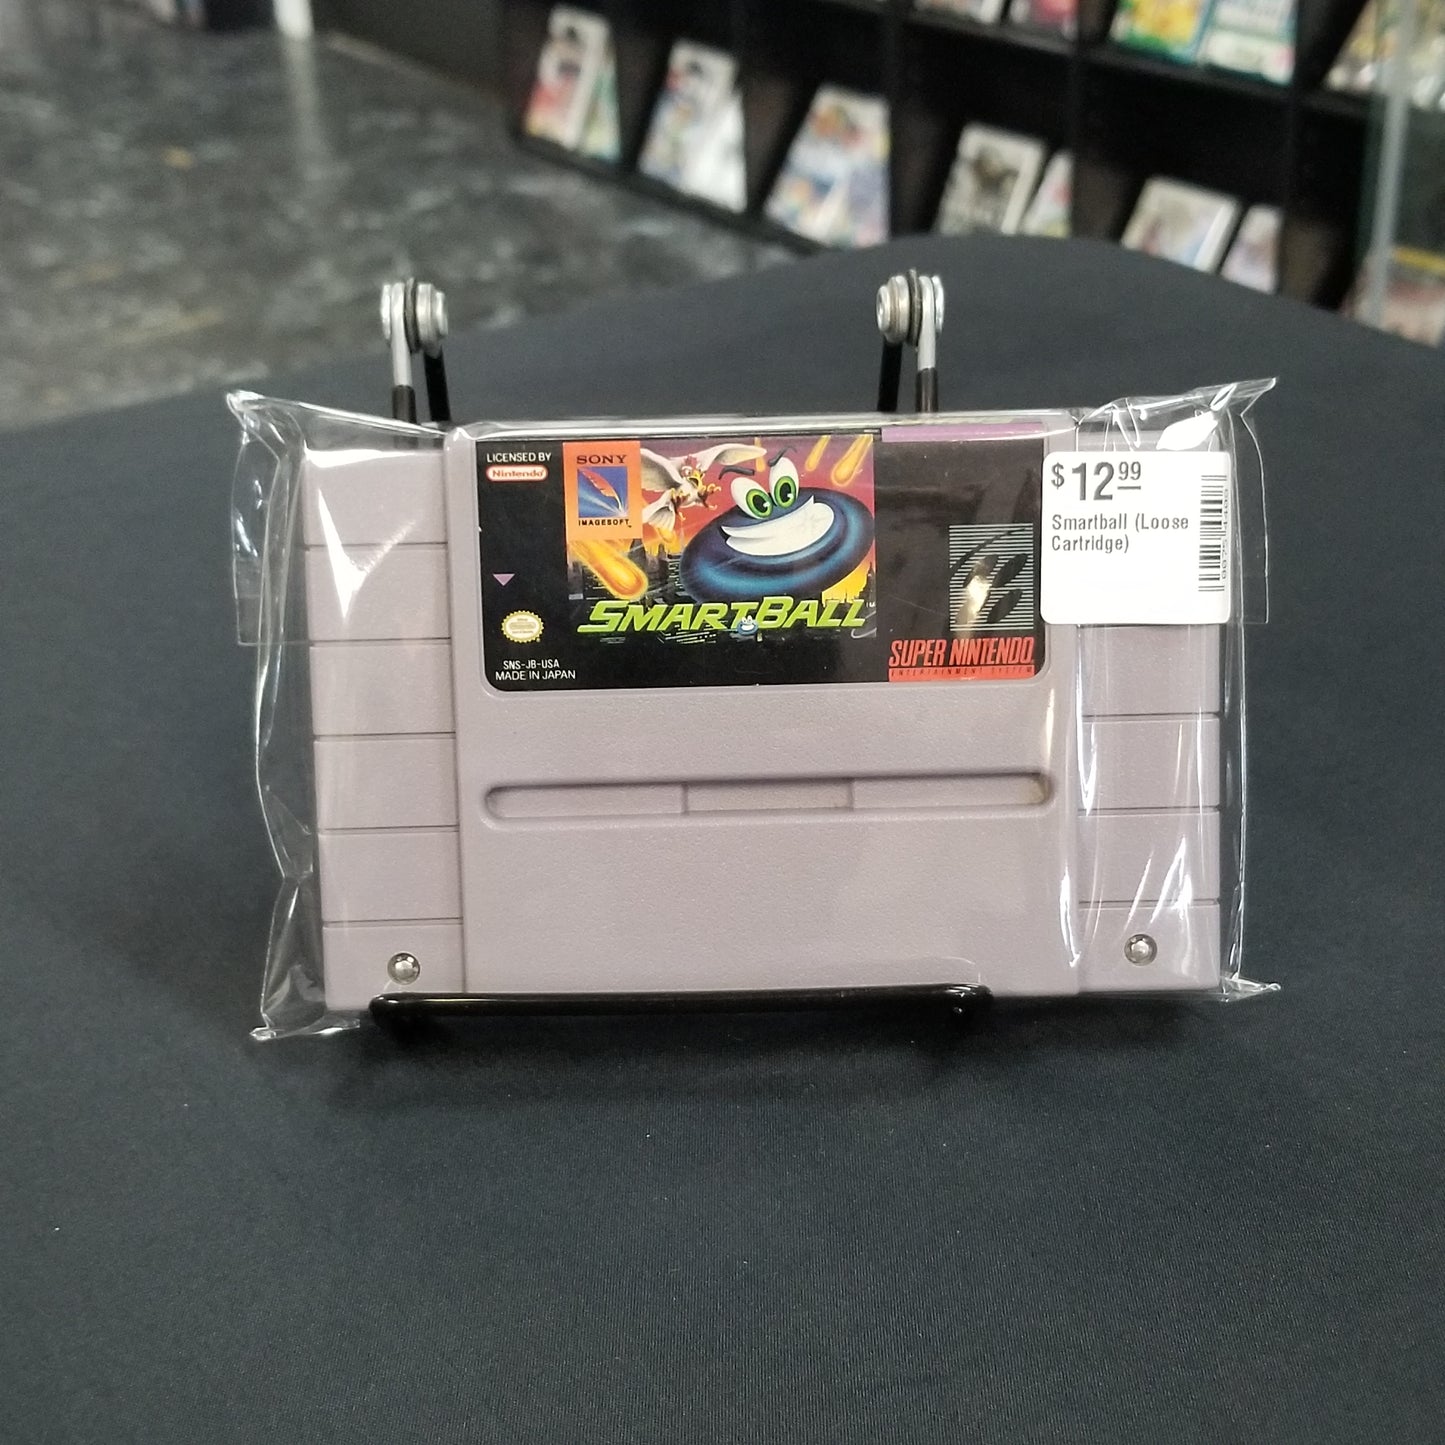 LICENSED BY
Nintendo
SONY
IMAGESOFT
SMARTBALL™
SNS-JB-USA
MADE IN JAPAN
SUPER NINTENDO
ENTERTAINMENT SYSTEM
$12.99
Smartball (Loose
Cartridge)